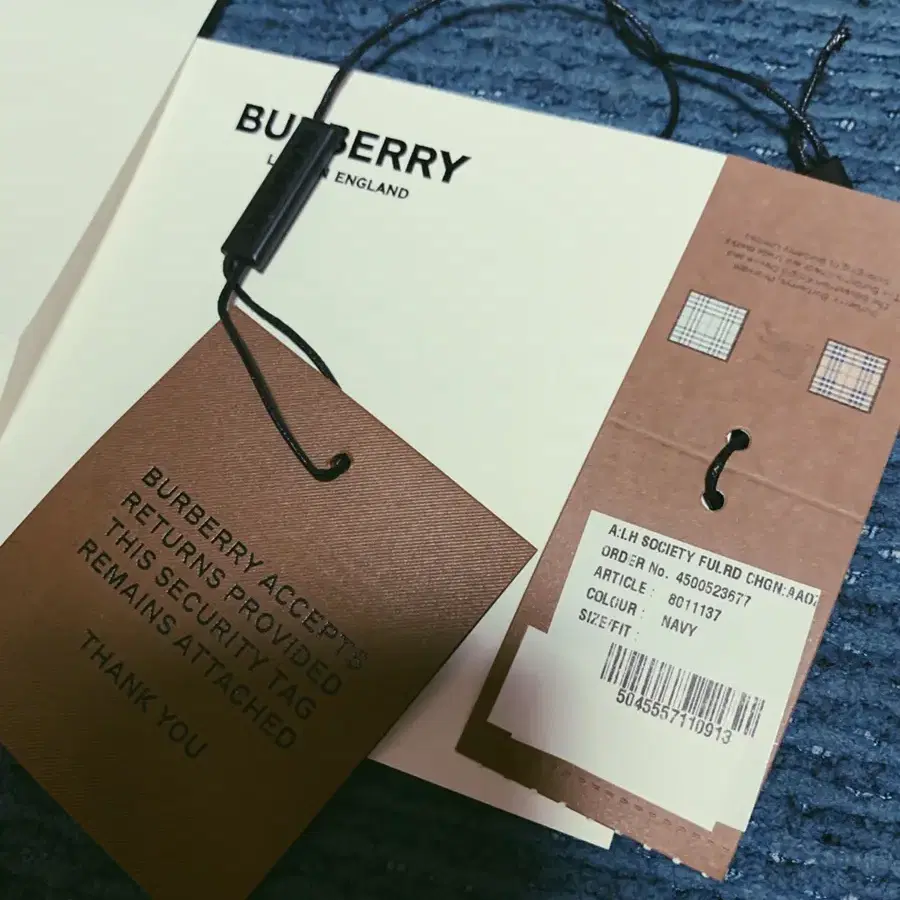 BURBERRY
ENGLAND
BURBERRY ACCEPTS
RETURNS PROVIDED
THIS SECURITY TAG
REMAINS ATTACHED
THANK YOU
A:LH SOCIETY FULRD CHGN:AA07
ORDER No. 4500523677
ARTICLE : 8011137
COLOUR : NAVY
SIZE/FIT :
5045557110913